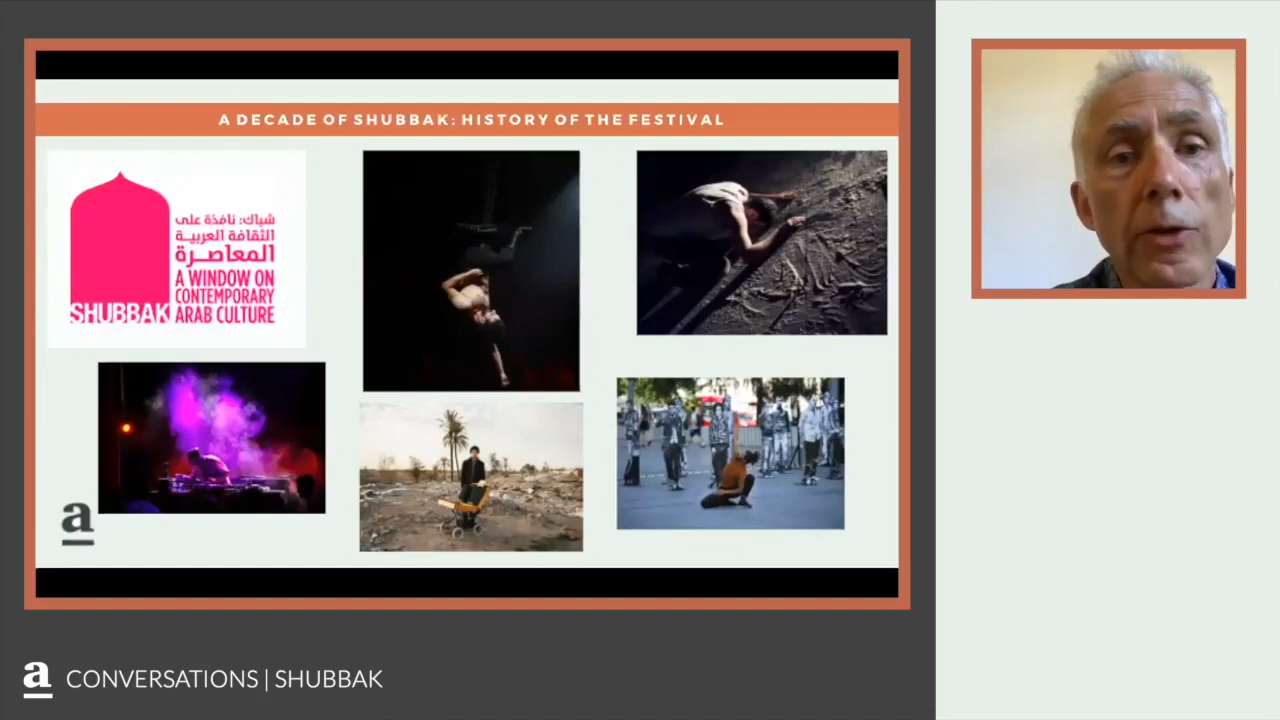 A DECADE OF SHUBBAK: HISTORY OF THE FESTIVAL
شباك: نافذة على
الثقافة العربية
المعاصرة
A WINDOW ON
CONTEMPORARY
ARAB CULTURE
SHUBBAK
a
a CONVERSATIONS | SHUBBAK